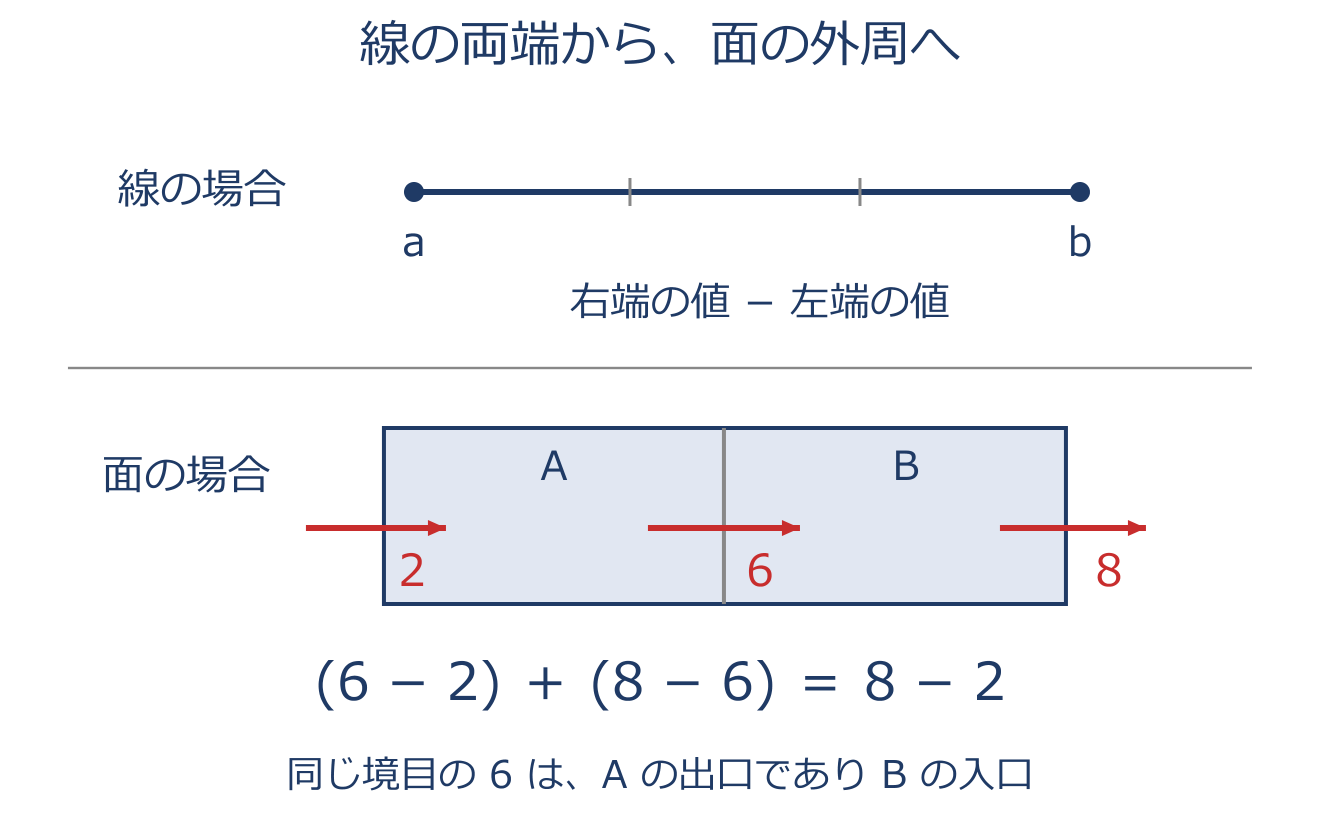 線の両端から、面の外周へ
線の場合
a
b
右端の値 − 左端の値
面の場合
A
B
2
6
8
(6 − 2) + (8 − 6) = 8 − 2
同じ境目の 6 は、A の出口であり B の入口